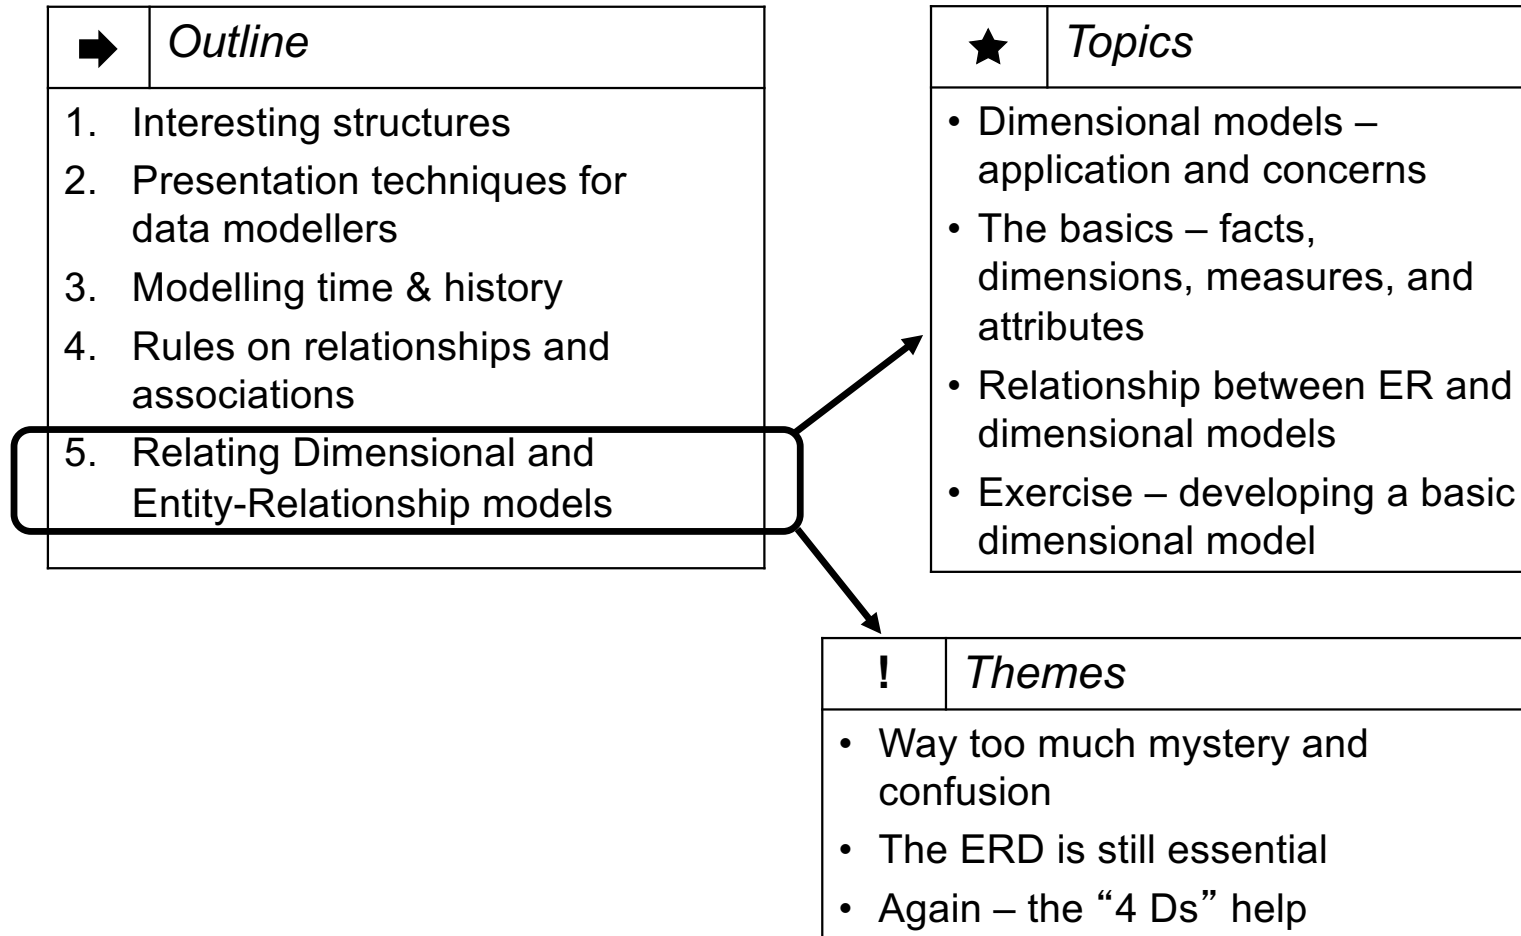 Outline
1. Interesting structures
2. Presentation techniques for
data modellers
3. Modelling time & history
4. Rules on relationships and
associations
5. Relating Dimensional and
Entity-Relationship models
Topics
• Dimensional models –
application and concerns
• The basics – facts,
dimensions, measures, and
attributes
• Relationship between ER and
dimensional models
• Exercise – developing a basic
dimensional model
! Themes
• Way too much mystery and
confusion
• The ERD is still essential
• Again – the “4 Ds” help